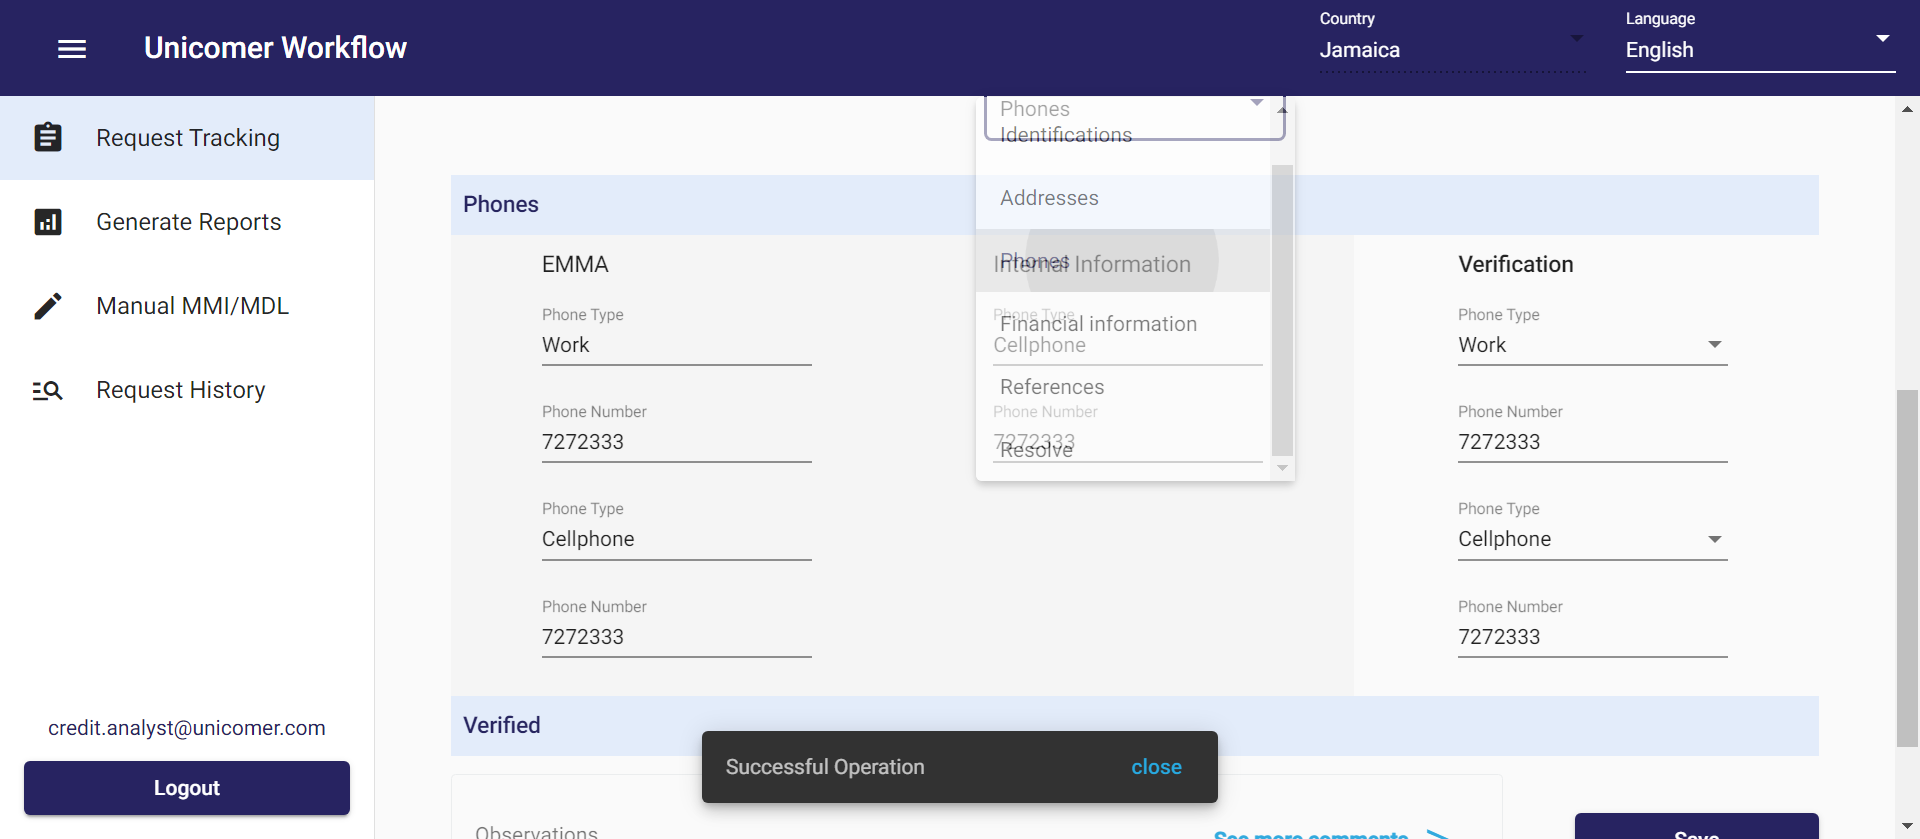 Unicomer Workflow
Country
Jamaica
Language
English
Request Tracking
Generate Reports
Manual MMI/MDL
Request History
credit.analyst@unicomer.com
Logout
Phones
Identifications
Addresses
Phones
Financial information
References
Resolve
Phones
EMMA
Phone Type
Work
Phone Number
7272333
Phone Type
Cellphone
Phone Number
7272333
Internal Information
Phone Type
Cellphone
Phone Number
7272333
Verification
Phone Type
Work
Phone Number
7272333
Phone Type
Cellphone
Phone Number
7272333
Verified
Successful Operation
close
Observations
See more comments
Save